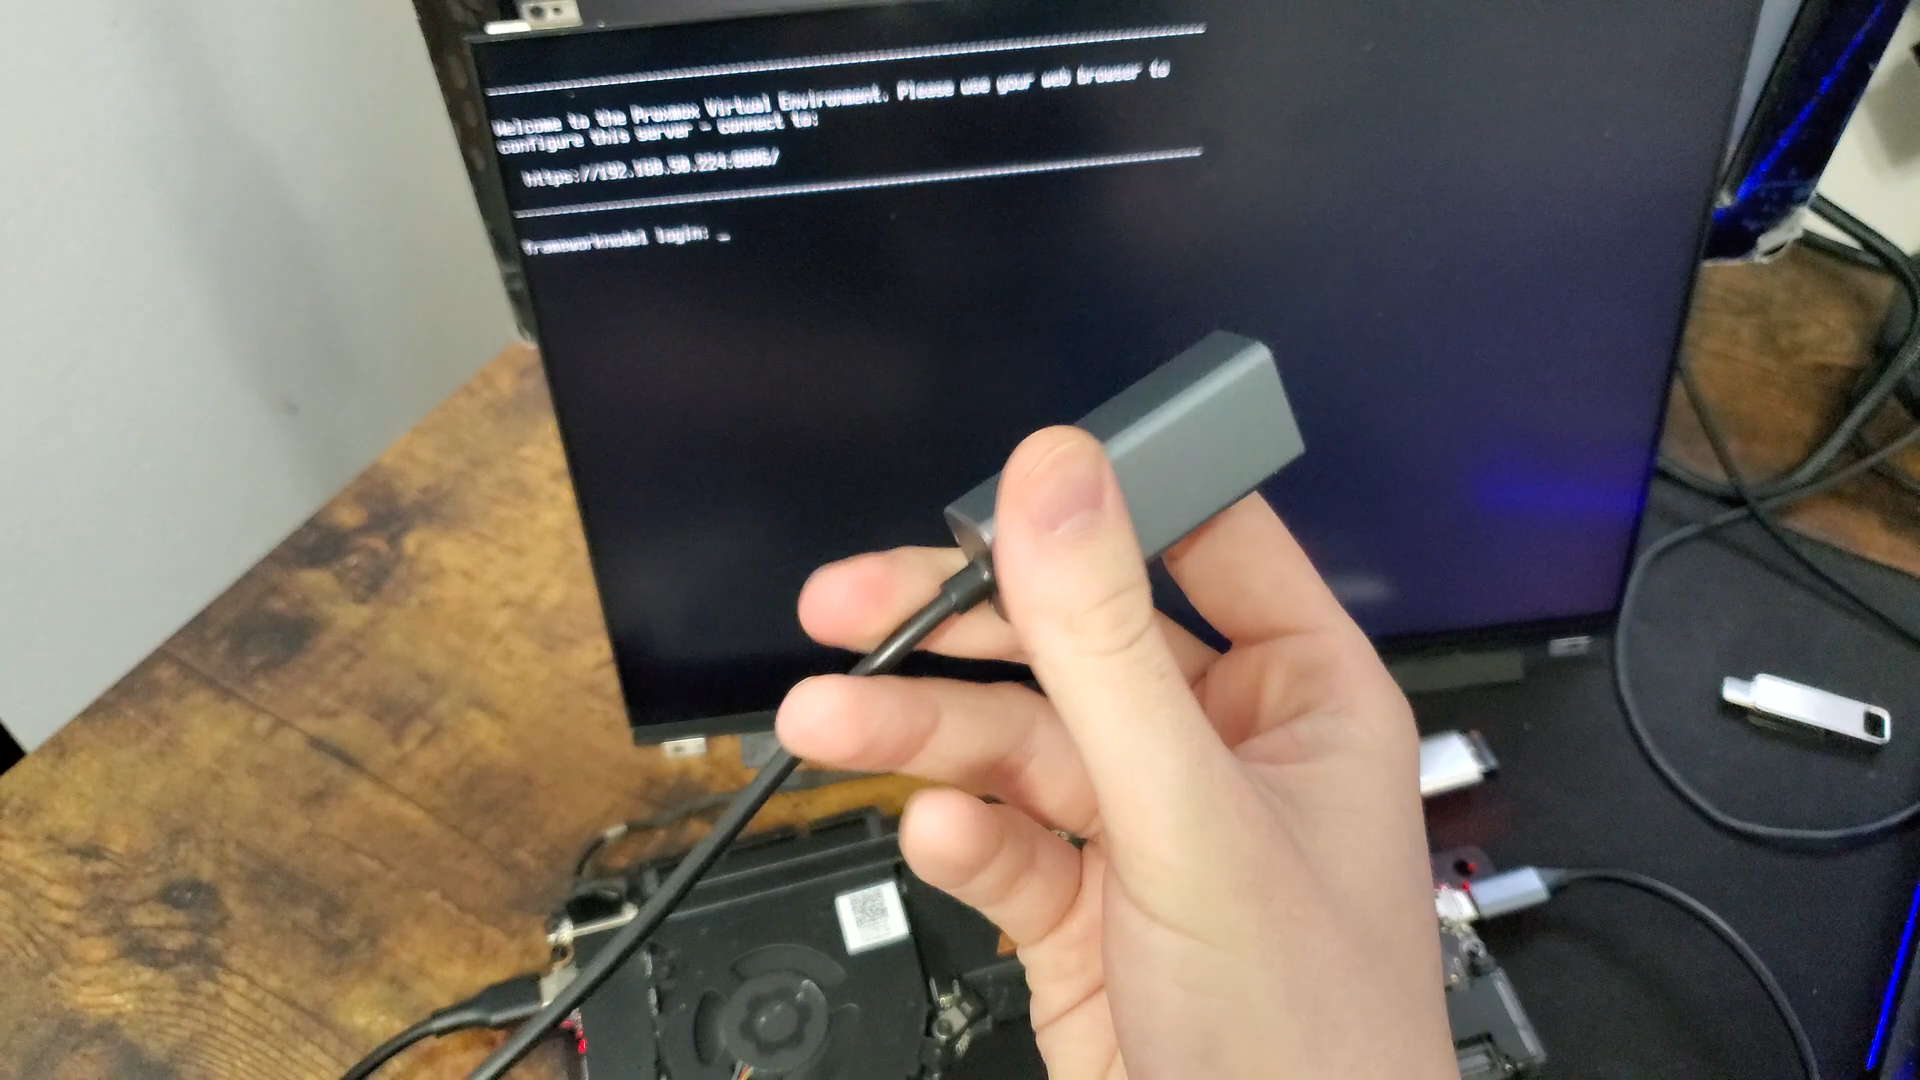 Welcome to the Proxmox Virtual Environment. Please use your web browser to
configure this server - connect to:
https://192.168.50.224:8006/
frameworknode1 login: _